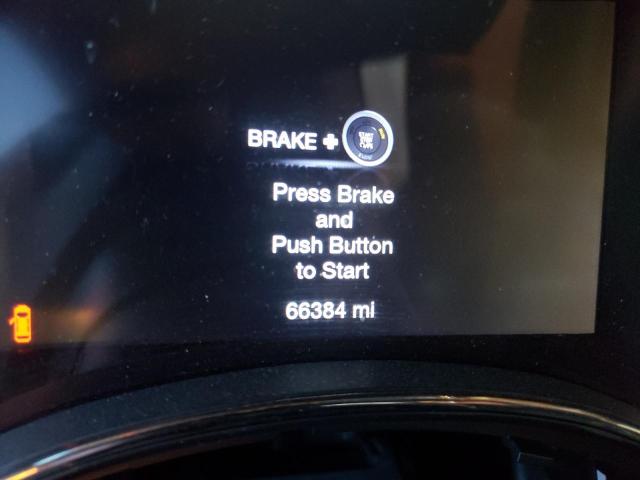 BRAKE +
Press Brake
and
Push Button
to Start
66384 mi